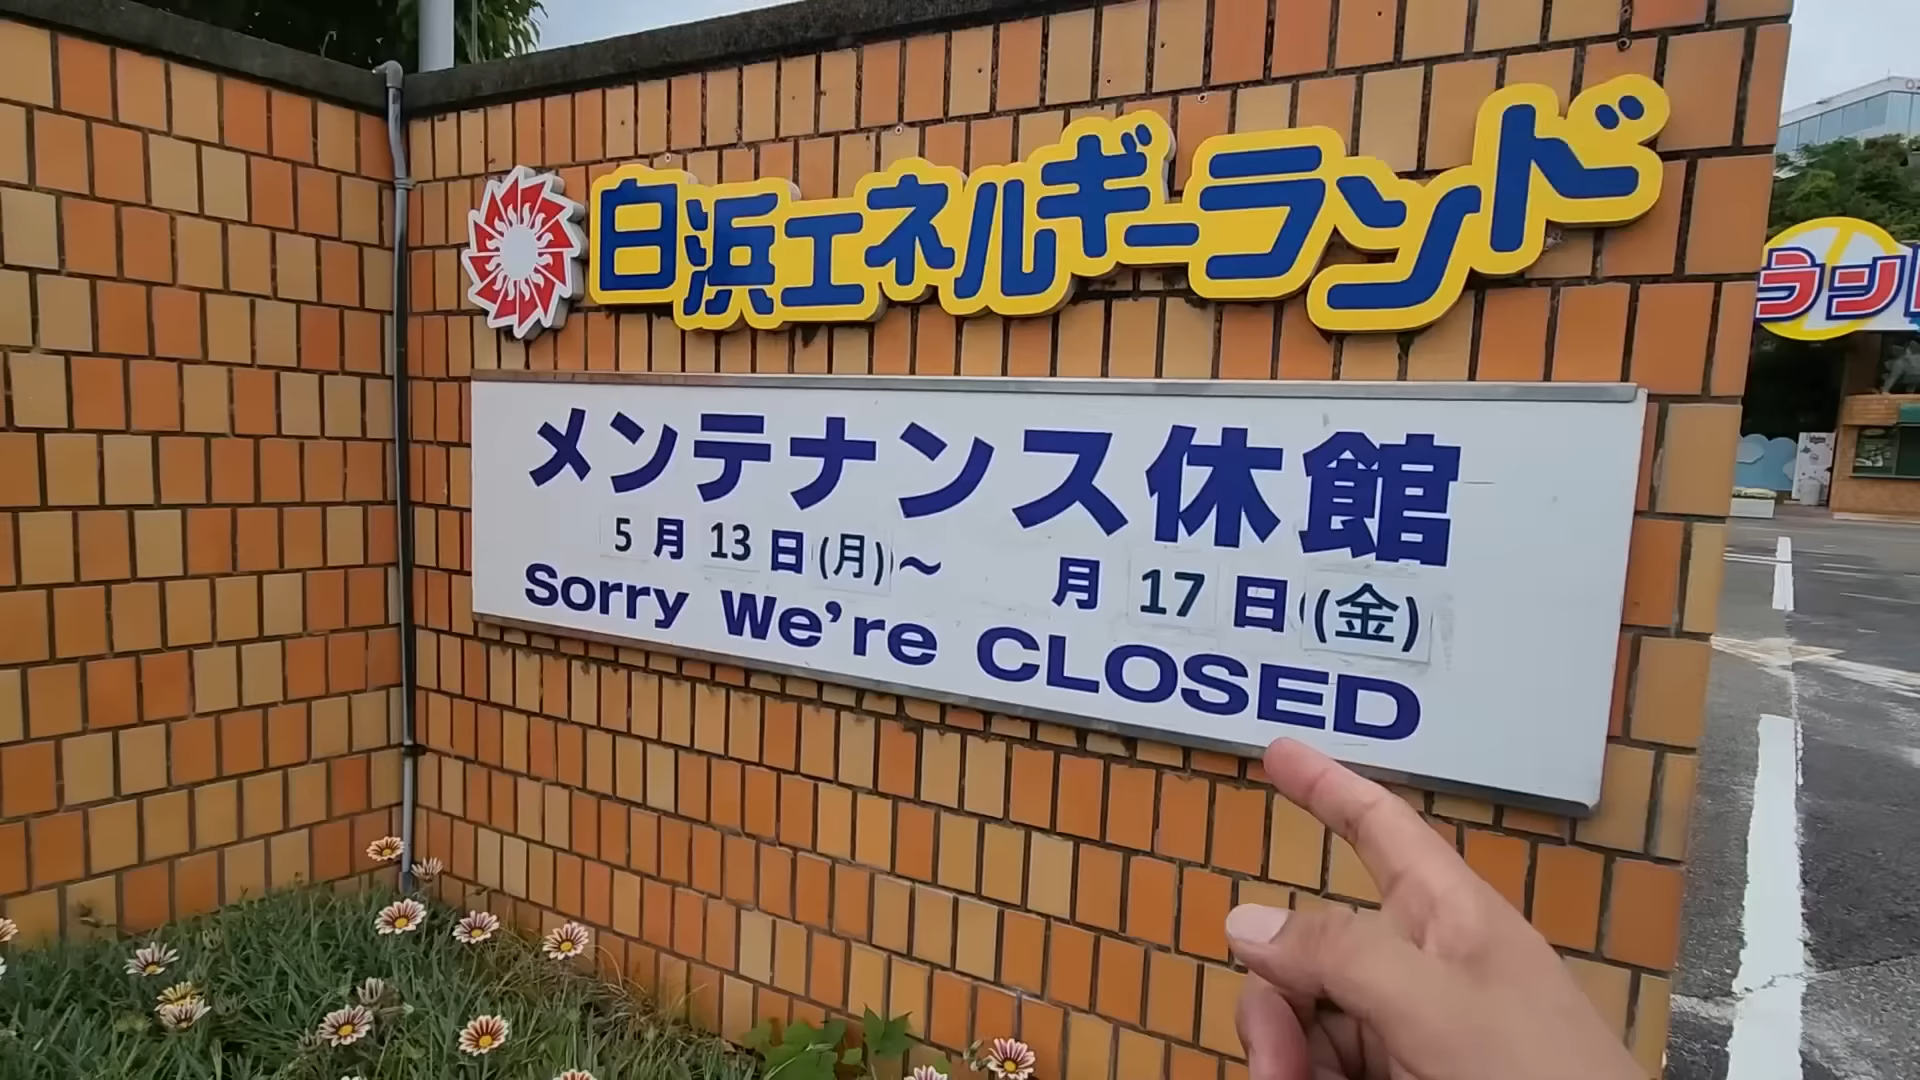 白浜エネルギーランド
メンテナンス休館
5月13日(月)～　月17日(金)
Sorry We're CLOSED
ラン